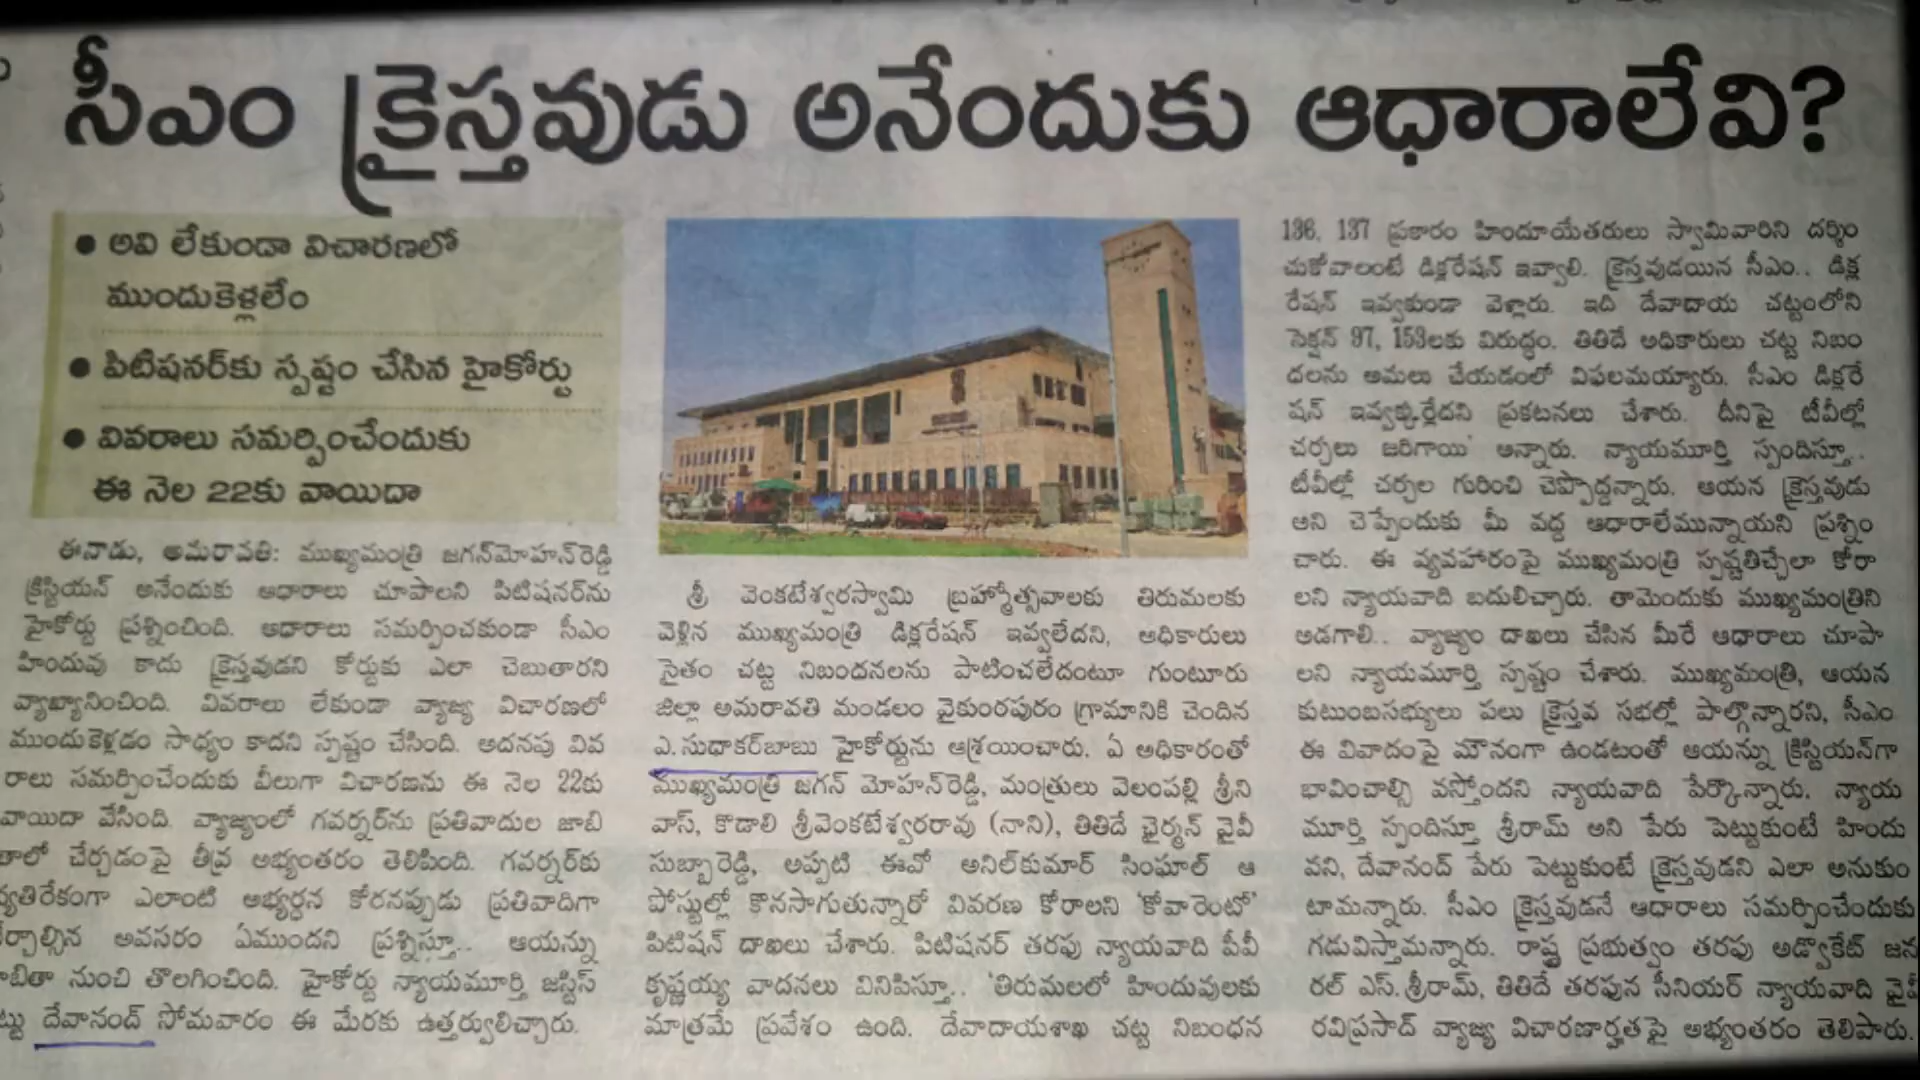 సీఎం క్రైస్తవుడు అనేందుకు ఆధారాలేవి?
● అవి లేకుండా విచారణలో
ముందుకెళ్లలేం
● పిటిషనర్‌కు స్పష్టం చేసిన హైకోర్టు
● వివరాలు సమర్పించేందుకు
ఈ నెల 22కు వాయిదా
ఈనాడు, అమరావతి: ముఖ్యమంత్రి జగన్‌మోహన్‌రెడ్డి
క్రిస్టియన్ అనేందుకు ఆధారాలు చూపాలని పిటిషనర్‌ను
హైకోర్టు ప్రశ్నించింది. ఆధారాలు సమర్పించకుండా సీఎం
హిందువు కాదు క్రైస్తవుడని కోర్టుకు ఎలా చెబుతారని
వ్యాఖ్యానించింది. వివరాలు లేకుండా వ్యాజ్య విచారణలో
ముందుకెళ్లడం సాధ్యం కాదని స్పష్టం చేసింది. అదనపు వివ
రాలు సమర్పించేందుకు వీలుగా విచారణను ఈ నెల 22కు
వాయిదా వేసింది. వ్యాజ్యంలో గవర్నర్‌ను ప్రతివాదుల జాబి
తాలో చేర్చడంపై తీవ్ర అభ్యంతరం తెలిపింది. గవర్నర్‌కు
వ్యతిరేకంగా ఎలాంటి అభ్యర్థన కోరనప్పుడు ప్రతివాదిగా
చేర్చాల్సిన అవసరం ఏముందని ప్రశ్నిస్తూ.. ఆయన్ను
జాబితా నుంచి తొలగించింది. హైకోర్టు న్యాయమూర్తి జస్టిస్
బట్టు దేవానంద్ సోమవారం ఈ మేరకు ఉత్తర్వులిచ్చారు.
శ్రీ వెంకటేశ్వరస్వామి బ్రహ్మోత్సవాలకు తిరుమలకు
వెళ్లిన ముఖ్యమంత్రి డిక్లరేషన్ ఇవ్వలేదని, అధికారులు
సైతం చట్ట నిబంధనలను పాటించలేదంటూ గుంటూరు
జిల్లా అమరావతి మండలం వైకుంఠపురం గ్రామానికి చెందిన
ఎ.సుధాకర్‌బాబు హైకోర్టును ఆశ్రయించారు. ఏ అధికారంతో
ముఖ్యమంత్రి జగన్ మోహన్‌రెడ్డి, మంత్రులు వెలంపల్లి శ్రీని
వాస్, కొడాలి శ్రీవెంకటేశ్వరరావు (నాని), తితిదే ఛైర్మన్ వైవీ
సుబ్బారెడ్డి, అప్పటి ఈవో అనిల్‌కుమార్ సింఘాల్ ఆ
పోస్టుల్లో కొనసాగుతున్నారో వివరణ కోరాలని 'కోవారెంటో'
పిటిషన్ దాఖలు చేశారు. పిటిషనర్ తరఫు న్యాయవాది పీవీ
కృష్ణయ్య వాదనలు వినిపిస్తూ.. 'తిరుమలలో హిందువులకు
మాత్రమే ప్రవేశం ఉంది. దేవాదాయశాఖ చట్ట నిబంధన
136, 137 ప్రకారం హిందూయేతరులు స్వామివారిని దర్శిం
చుకోవాలంటే డిక్లరేషన్ ఇవ్వాలి. క్రైస్తవుడయిన సీఎం.. డిక్ల
రేషన్ ఇవ్వకుండా వెళ్లారు. ఇది దేవాదాయ చట్టంలోని
సెక్షన్ 97, 153లకు విరుద్ధం. తితిదే అధికారులు చట్ట నిబం
ధలను అమలు చేయడంలో విఫలమయ్యారు. సీఎం డిక్లరే
షన్ ఇవ్వక్కర్లేదని ప్రకటనలు చేశారు. దీనిపై టీవీల్లో
చర్చలు జరిగాయి' అన్నారు. న్యాయమూర్తి స్పందిస్తూ..
టీవీల్లో చర్చల గురించి చెప్పొద్దన్నారు. ఆయన క్రైస్తవుడు
అని చెప్పేందుకు మీ వద్ద ఆధారాలేమున్నాయని ప్రశ్నిం
చారు. ఈ వ్యవహారంపై ముఖ్యమంత్రి స్పష్టతిచ్చేలా కోరా
లని న్యాయవాది బదులిచ్చారు. తామెందుకు ముఖ్యమంత్రిని
అడగాలి.. వ్యాజ్యం దాఖలు చేసిన మీరే ఆధారాలు చూపా
లని న్యాయమూర్తి స్పష్టం చేశారు. ముఖ్యమంత్రి, ఆయన
కుటుంబసభ్యులు పలు క్రైస్తవ సభల్లో పాల్గొన్నారని, సీఎం
ఈ వివాదంపై మౌనంగా ఉండటంతో ఆయన్ను క్రిస్టియన్‌గా
భావించాల్సి వస్తోందని న్యాయవాది పేర్కొన్నారు. న్యాయ
మూర్తి స్పందిస్తూ శ్రీరామ్ అని పేరు పెట్టుకుంటే హిందు
వని, దేవానంద్ పేరు పెట్టుకుంటే క్రైస్తవుడని ఎలా అనుకుం
టామన్నారు. సీఎం క్రైస్తవుడనే ఆధారాలు సమర్పించేందుకు
గడువిస్తామన్నారు. రాష్ట్ర ప్రభుత్వం తరఫు అడ్వొకేట్ జన
రల్ ఎస్.శ్రీరామ్, తితిదే తరఫున సీనియర్ న్యాయవాది వైవీ
రవిప్రసాద్ వ్యాజ్య విచారణార్హతపై అభ్యంతరం తెలిపారు.